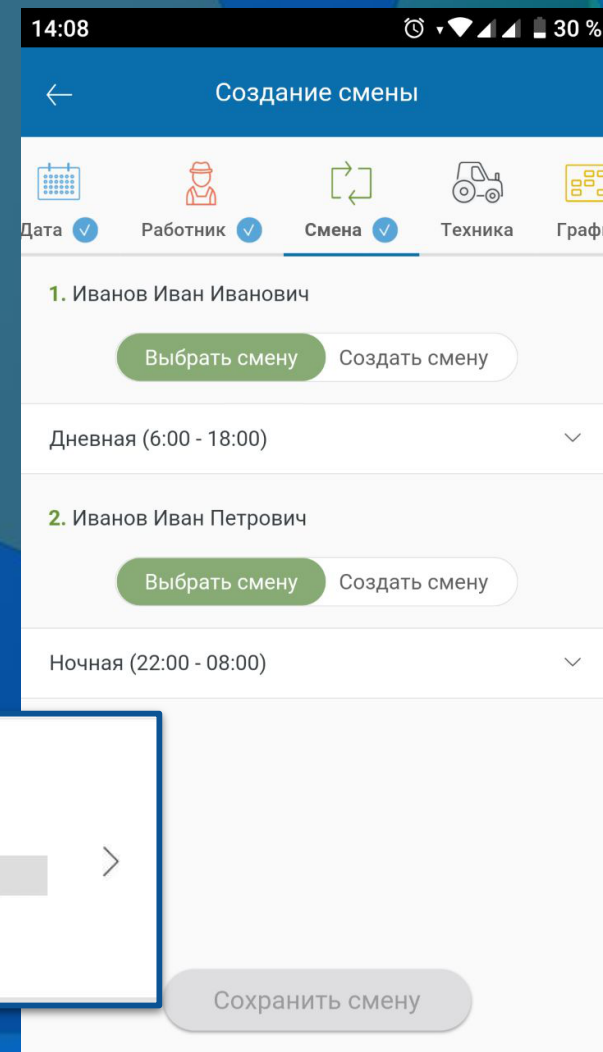 14:08 30 %
Создание смены
Дата Работник Смена Техника
1. Иванов Иван Иванович
Выбрать смену Создать смену
Дневная (6:00 - 18:00)
2. Иванов Иван Петрович
Выбрать смену Создать смену
Ночная (22:00 - 08:00)
Сохранить смену